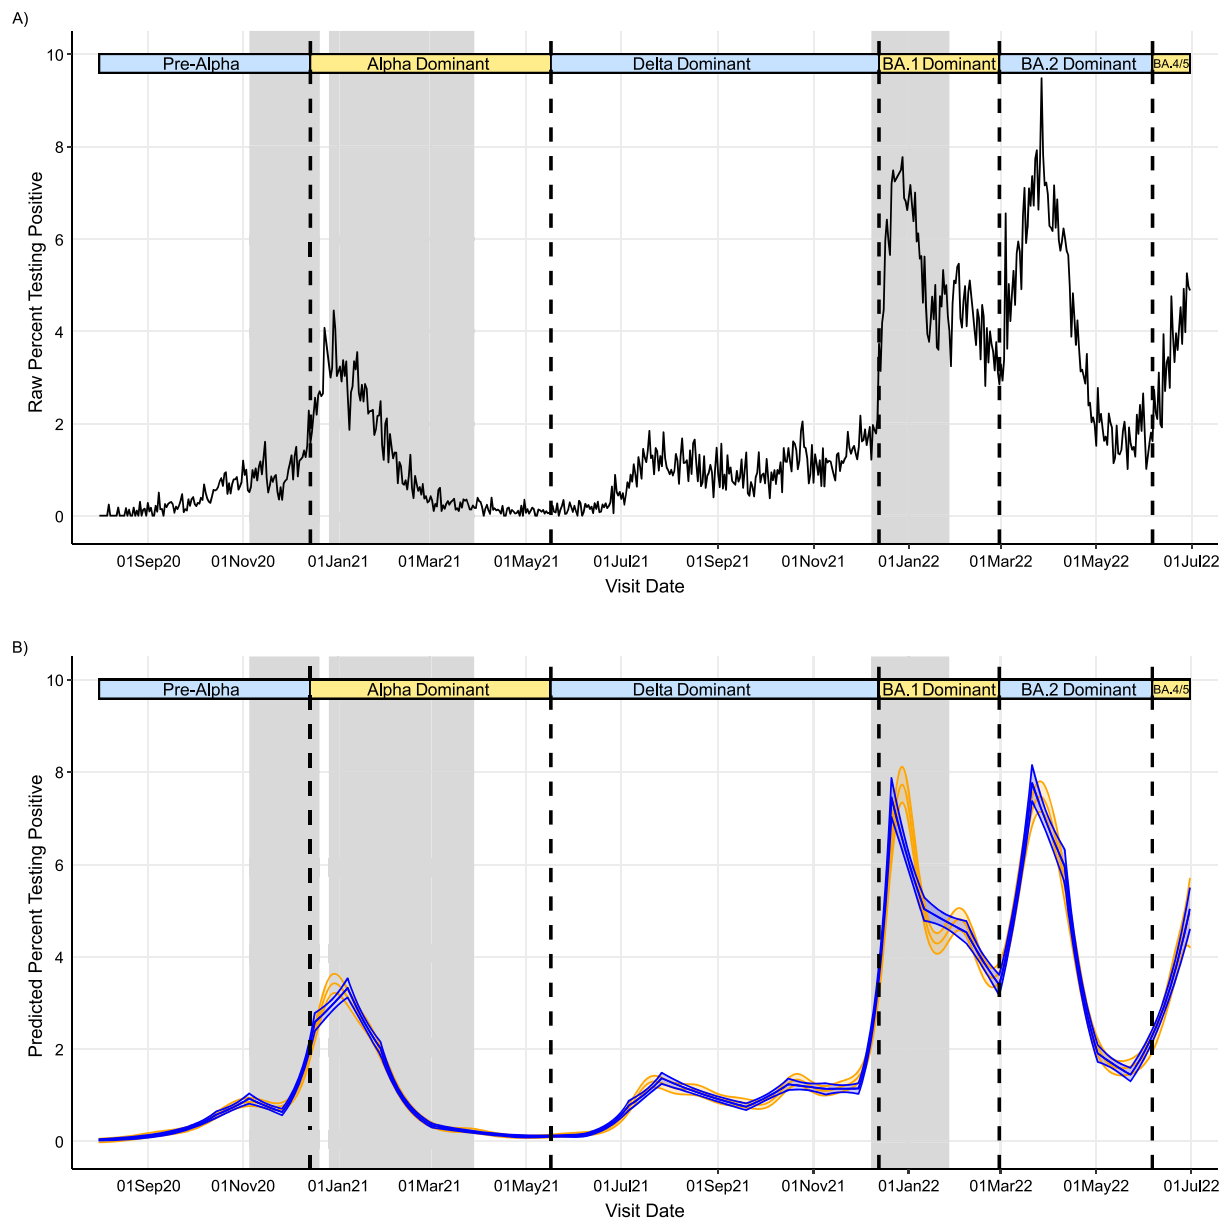 A)
Raw Percent Testing Positive
10
8
6
4
2
0
Pre-Alpha Alpha Dominant Delta Dominant BA.1 Dominant BA.2 Dominant BA.4/5
01Sep20 01Nov20 01Jan21 01Mar21 01May21 01Jul21 01Sep21 01Nov21 01Jan22 01Mar22 01May22 01Jul22
Visit Date
B)
Predicted Percent Testing Positive
10
8
6
4
2
0
Pre-Alpha Alpha Dominant Delta Dominant BA.1 Dominant BA.2 Dominant BA.4/5
01Sep20 01Nov20 01Jan21 01Mar21 01May21 01Jul21 01Sep21 01Nov21 01Jan22 01Mar22 01May22 01Jul22
Visit Date